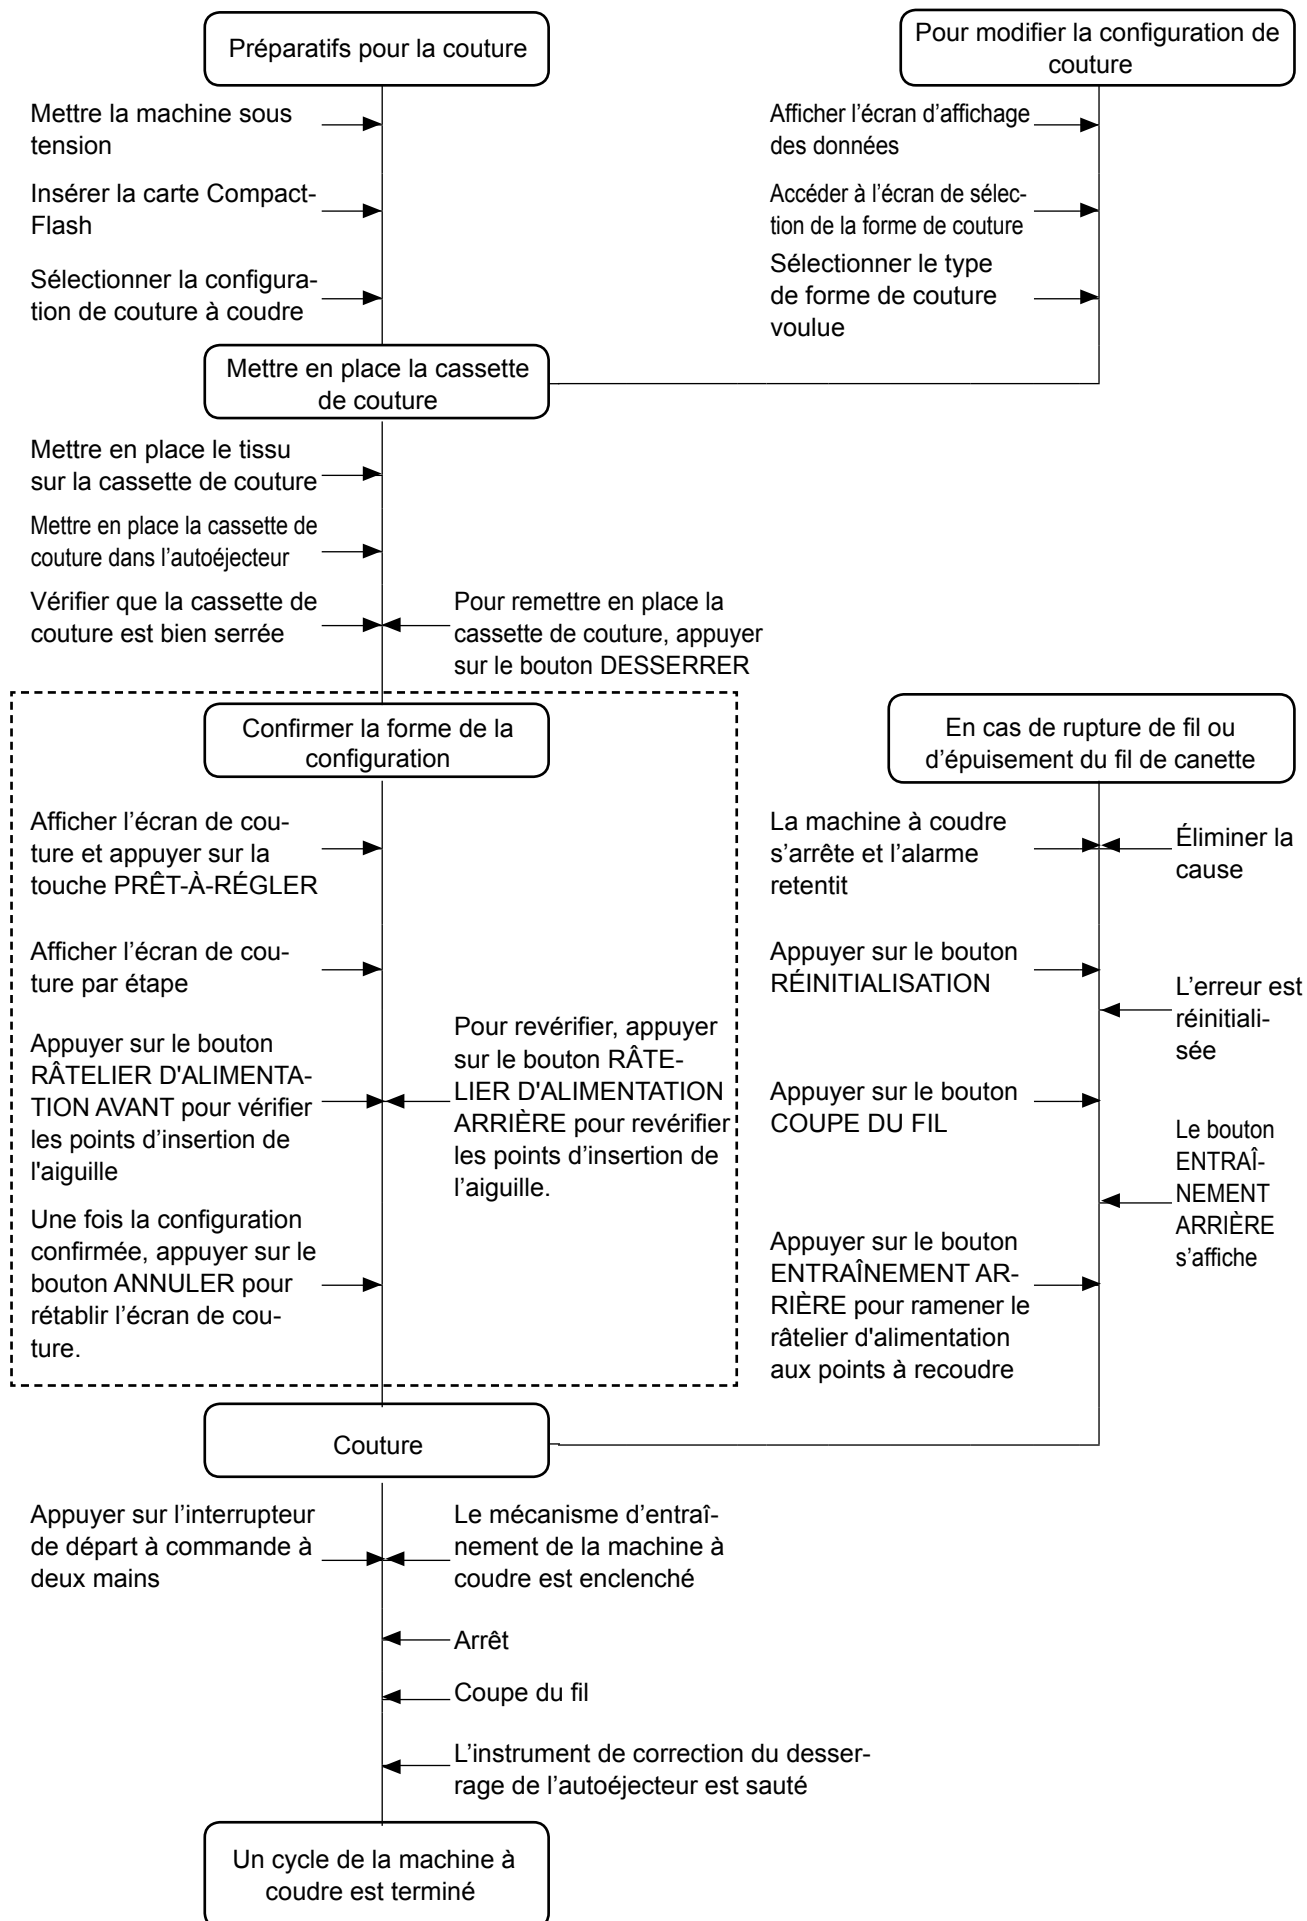 Préparatifs pour la couture
Mettre la machine sous
tension
Insérer la carte Compact-
Flash
Sélectionner la configura-
tion de couture à coudre
Pour modifier la configuration de
couture
Afficher l’écran d’affichage
des données
Accéder à l’écran de sélec-
tion de la forme de couture
Sélectionner le type
de forme de couture
voulue
Mettre en place la cassette
de couture
Mettre en place le tissu
sur la cassette de couture
Mettre en place la cassette de
couture dans l’autoéjecteur
Vérifier que la cassette de
couture est bien serrée
Pour remettre en place la
cassette de couture, appuyer
sur le bouton DESSERRER
Confirmer la forme de la
configuration
Afficher l’écran de cou-
ture et appuyer sur la
touche PRÊT-À-RÉGLER
Afficher l’écran de cou-
ture par étape
Appuyer sur le bouton
RÂTELIER D'ALIMENTA-
TION AVANT pour vérifier
les points d’insertion de
l'aiguille
Pour revérifier, appuyer
sur le bouton RÂTE-
LIER D'ALIMENTATION
ARRIÈRE pour revérifier
les points d’insertion de
l’aiguille.
Une fois la configuration
confirmée, appuyer sur le
bouton ANNULER pour
rétablir l’écran de cou-
ture.
En cas de rupture de fil ou
d’épuisement du fil de canette
La machine à coudre
s’arrête et l’alarme
retentit
Éliminer la
cause
Appuyer sur le bouton
RÉINITIALISATION
L’erreur est
réinitiali-
sée
Appuyer sur le bouton
COUPE DU FIL
Le bouton
ENTRAÎ-
NEMENT
ARRIÈRE
s’affiche
Appuyer sur le bouton
ENTRAÎNEMENT AR-
RIÈRE pour ramener le
râtelier d'alimentation
aux points à recoudre
Couture
Appuyer sur l’interrupteur
de départ à commande à
deux mains
Le mécanisme d’entraî-
nement de la machine à
coudre est enclenché
Arrêt
Coupe du fil
L’instrument de correction du desser-
rage de l’autoéjecteur est sauté
Un cycle de la machine à
coudre est terminé